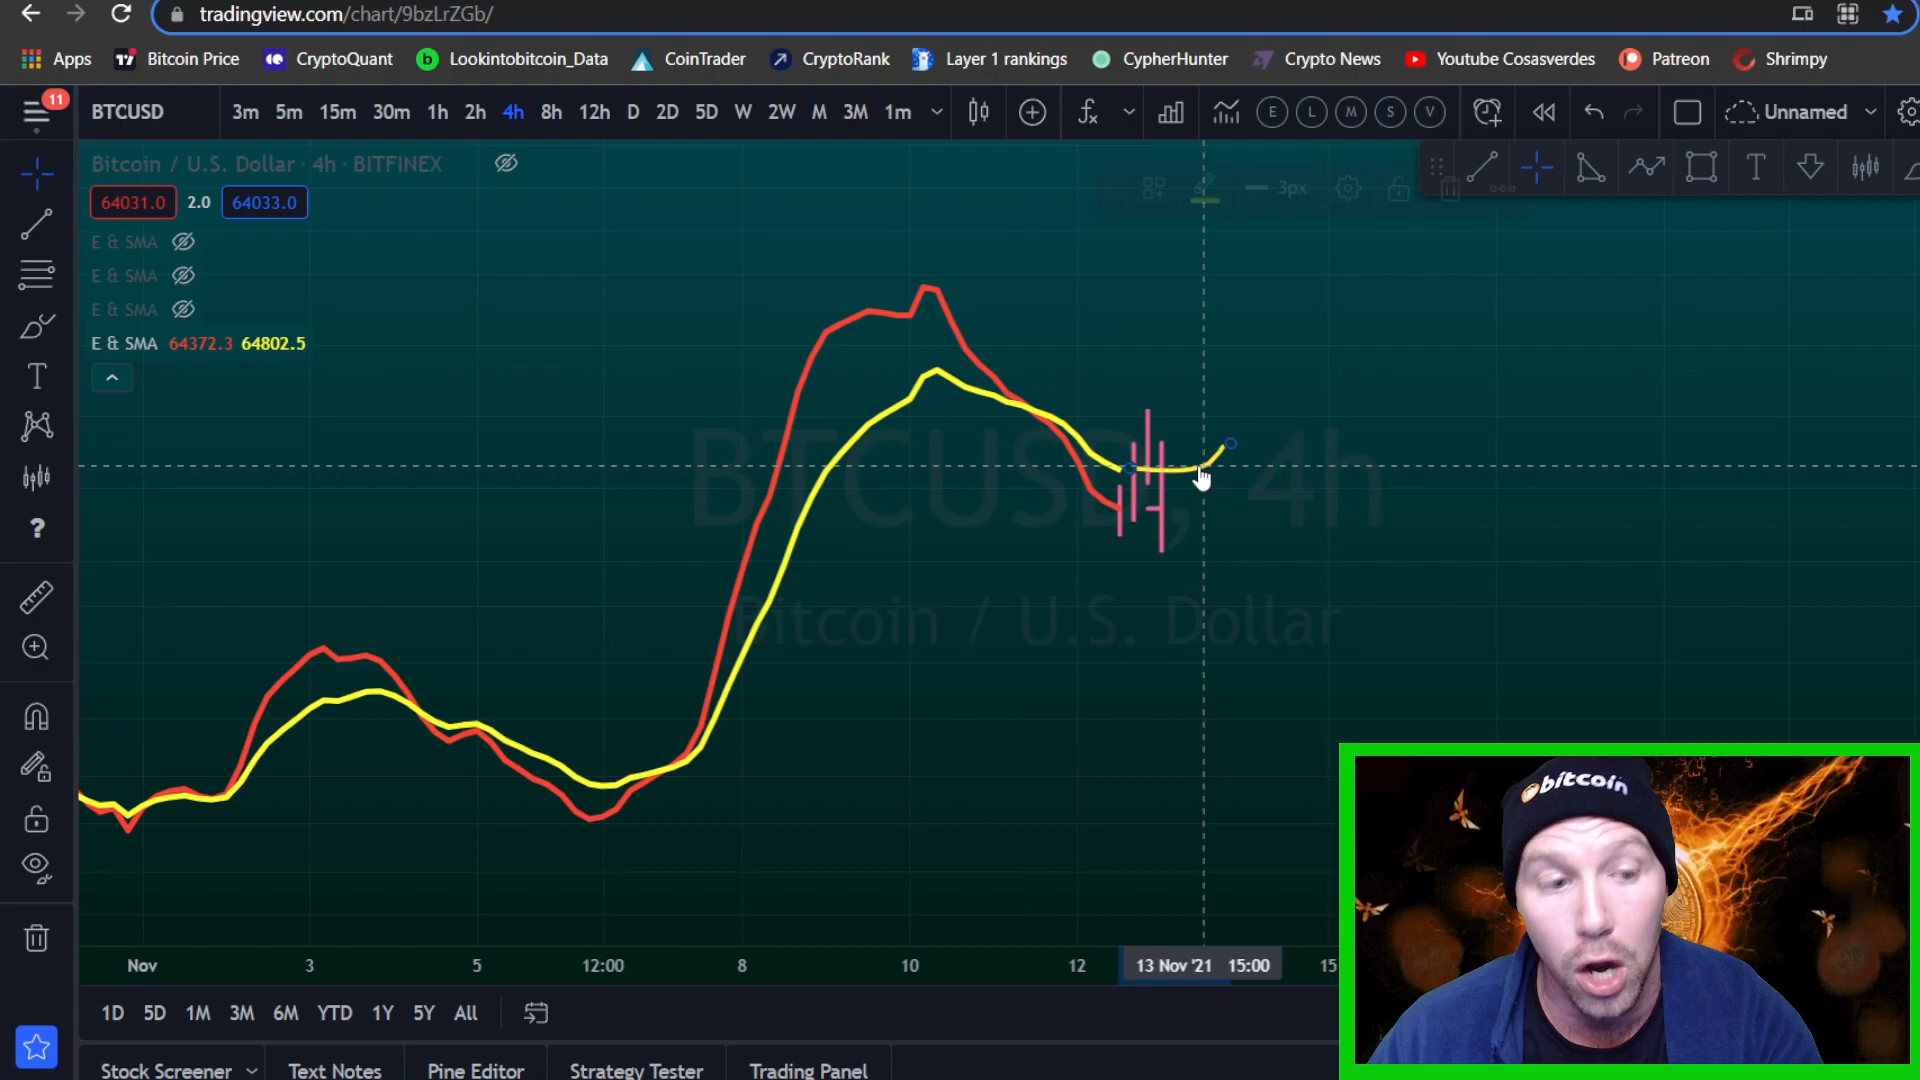 tradingview.com/chart/9bzLrZGb/
Apps Bitcoin Price CryptoQuant Lookintobitcoin_Data CoinTrader CryptoRank Layer 1 rankings CypherHunter Crypto News Youtube Cosasverdes Patreon Shrimpy
11 BTCUSD 3m 5m 15m 30m 1h 2h 4h 8h 12h D 2D 5D W 2W M 3M 1m E L M S V Unnamed
Bitcoin / U.S. Dollar · 4h · BITFINEX
3px
64031.0 2.0 64033.0
E & SMA
E & SMA
E & SMA
E & SMA 64372.3 64802.5
BTCUSD, 4h
Bitcoin / U.S. Dollar
bitcoin
Nov 3 5 12:00 8 10 12 13 Nov '21 15:00 15
1D 5D 1M 3M 6M YTD 1Y 5Y All
Stock Screener Text Notes Pine Editor Strategy Tester Trading Panel